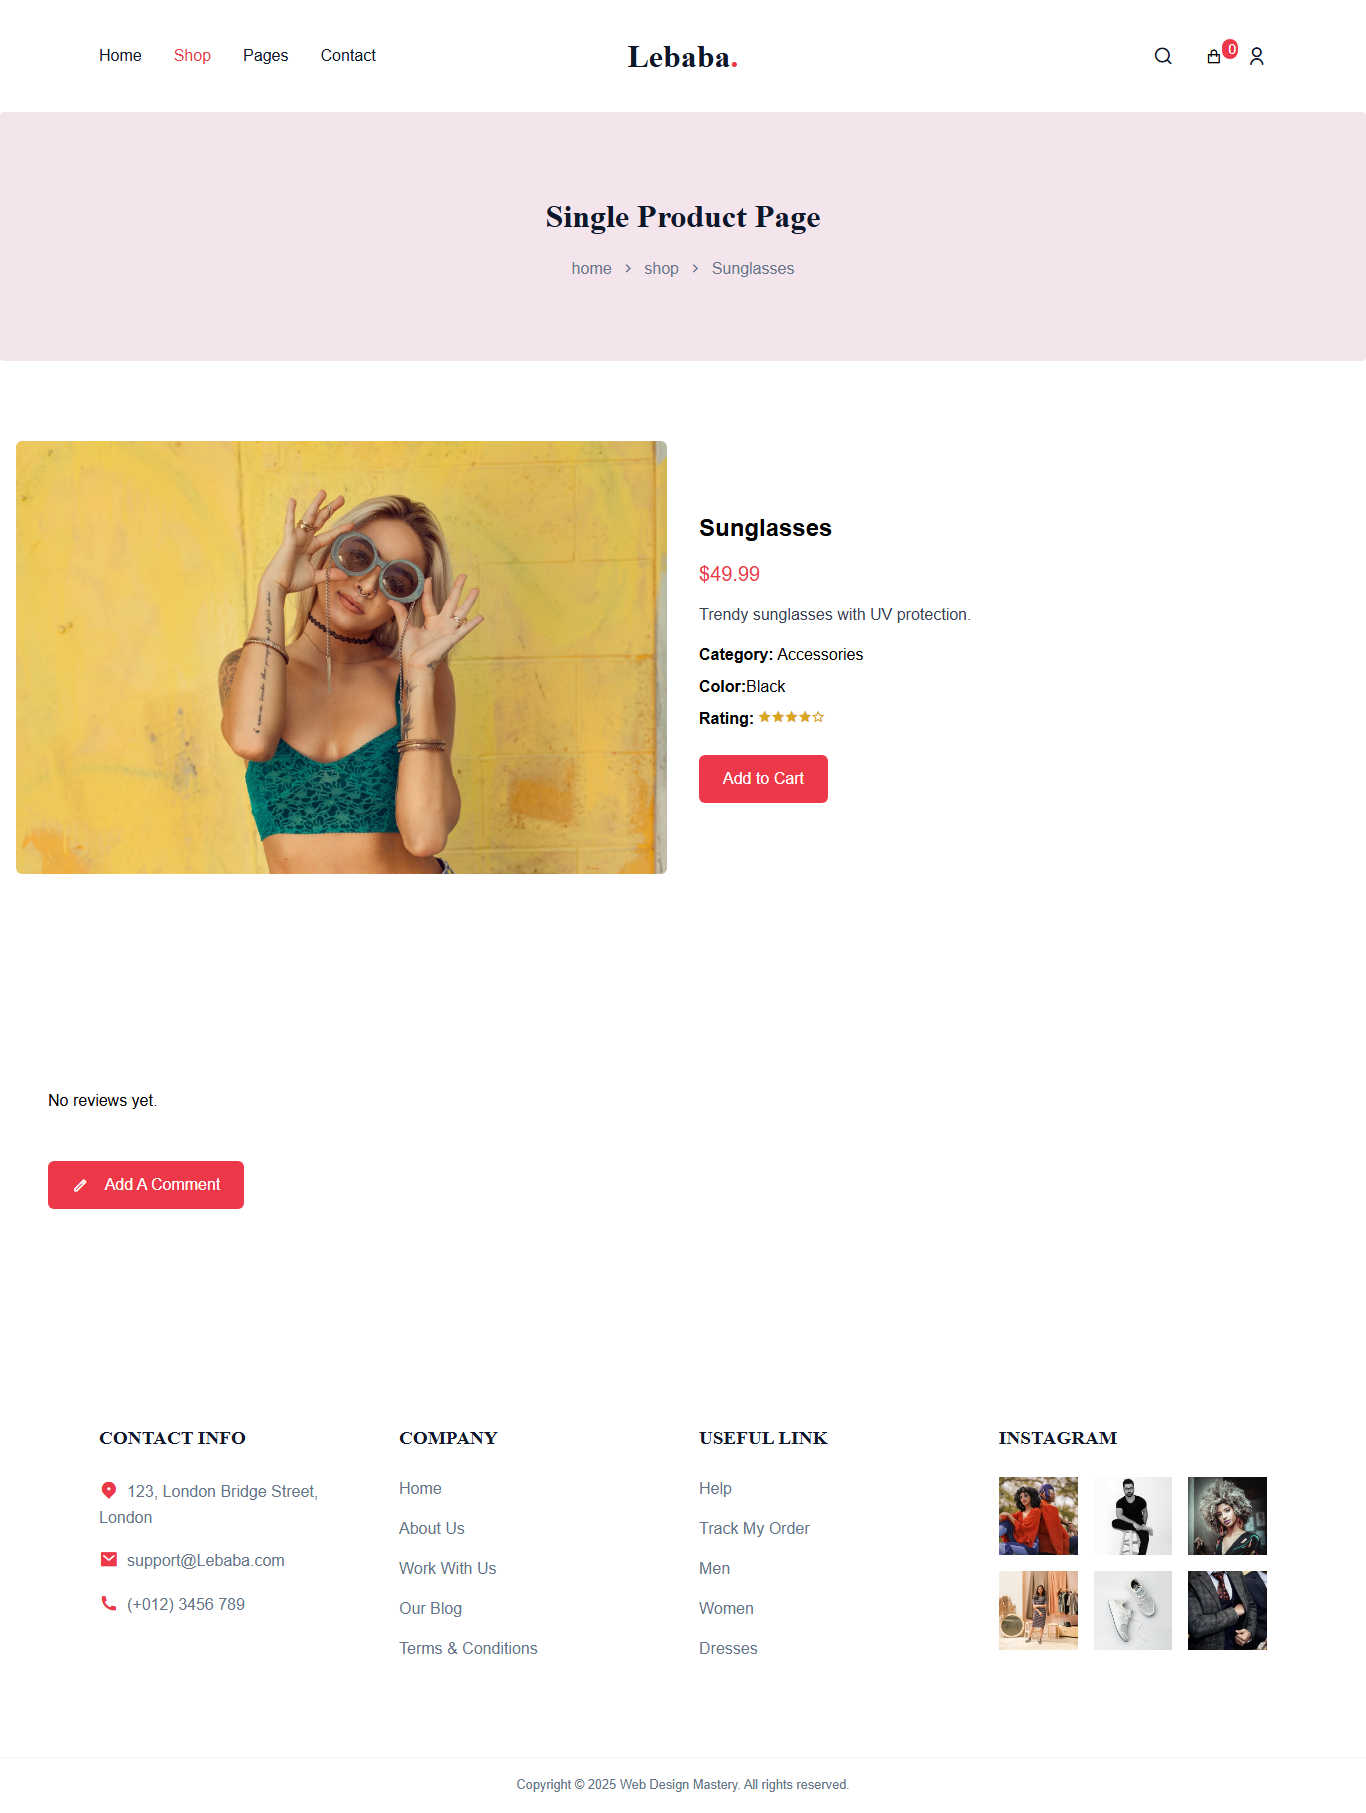 Home Shop Pages Contact
Lebaba.
0
Single Product Page
home > shop > Sunglasses
Sunglasses
$49.99
Trendy sunglasses with UV protection.
Category: Accessories
Color:Black
Rating:
Add to Cart
No reviews yet.
Add A Comment
CONTACT INFO
123, London Bridge Street,
London
support@Lebaba.com
(+012) 3456 789
COMPANY
Home
About Us
Work With Us
Our Blog
Terms & Conditions
USEFUL LINK
Help
Track My Order
Men
Women
Dresses
INSTAGRAM
Copyright © 2025 Web Design Mastery. All rights reserved.